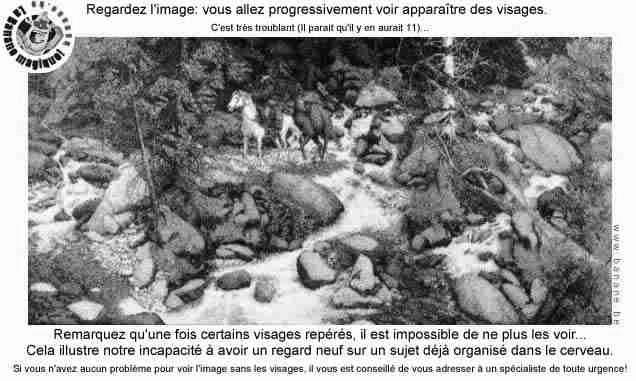 Regardez l'image: vous allez progressivement voir apparaître des visages.
C'est très troublant (Il parait qu'il y en aurait 11)...
www.banane.be
Remarquez qu'une fois certains visages repérés, il est impossible de ne plus les voir...
Cela illustre notre incapacité à avoir un regard neuf sur un sujet déjà organisé dans le cerveau.
Si vous n'avez aucun problème pour voir l'image sans les visages, il vous est conseillé de vous adresser à un spécialiste de toute urgence!